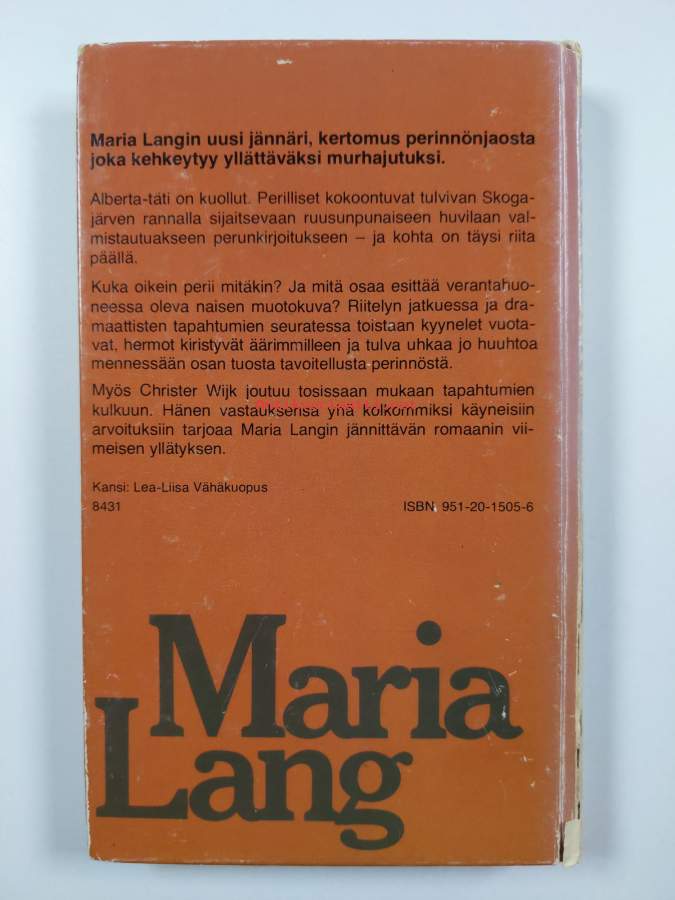 Maria Langin uusi jännäri, kertomus perinnönjaosta
joka kehkeytyy yllättäväksi murhajutuksi.
Alberta-täti on kuollut. Perilliset kokoontuvat tulvivan Skoga-
järven rannalla sijaitsevaan ruusunpunaiseen huvilaan val-
mistautuakseen perunkirjoitukseen – ja kohta on täysi riita
päällä.
Kuka oikein perii mitäkin? Ja mitä osaa esittää verantahuo-
neessa oleva naisen muotokuva? Riitelyn jatkuessa ja dra-
maattisten tapahtumien seuratessa toistaan kyynelet vuota-
vat, hermot kiristyvät äärimmilleen ja tulva uhkaa jo huuhtoa
mennessään osan tuosta tavoitellusta perinnöstä.
Myös Christer Wijk joutuu tosissaan mukaan tapahtumien
kulkuun. Hänen vastauksensa yhä kolkommiksi käyneisiin
arvoituksiin tarjoaa Maria Langin jännittävän romaanin vii-
meisen yllätyksen.
Kansi: Lea-Liisa Vähäkuopus
8431 ISBN 951-20-1505-6
Maria
Lang